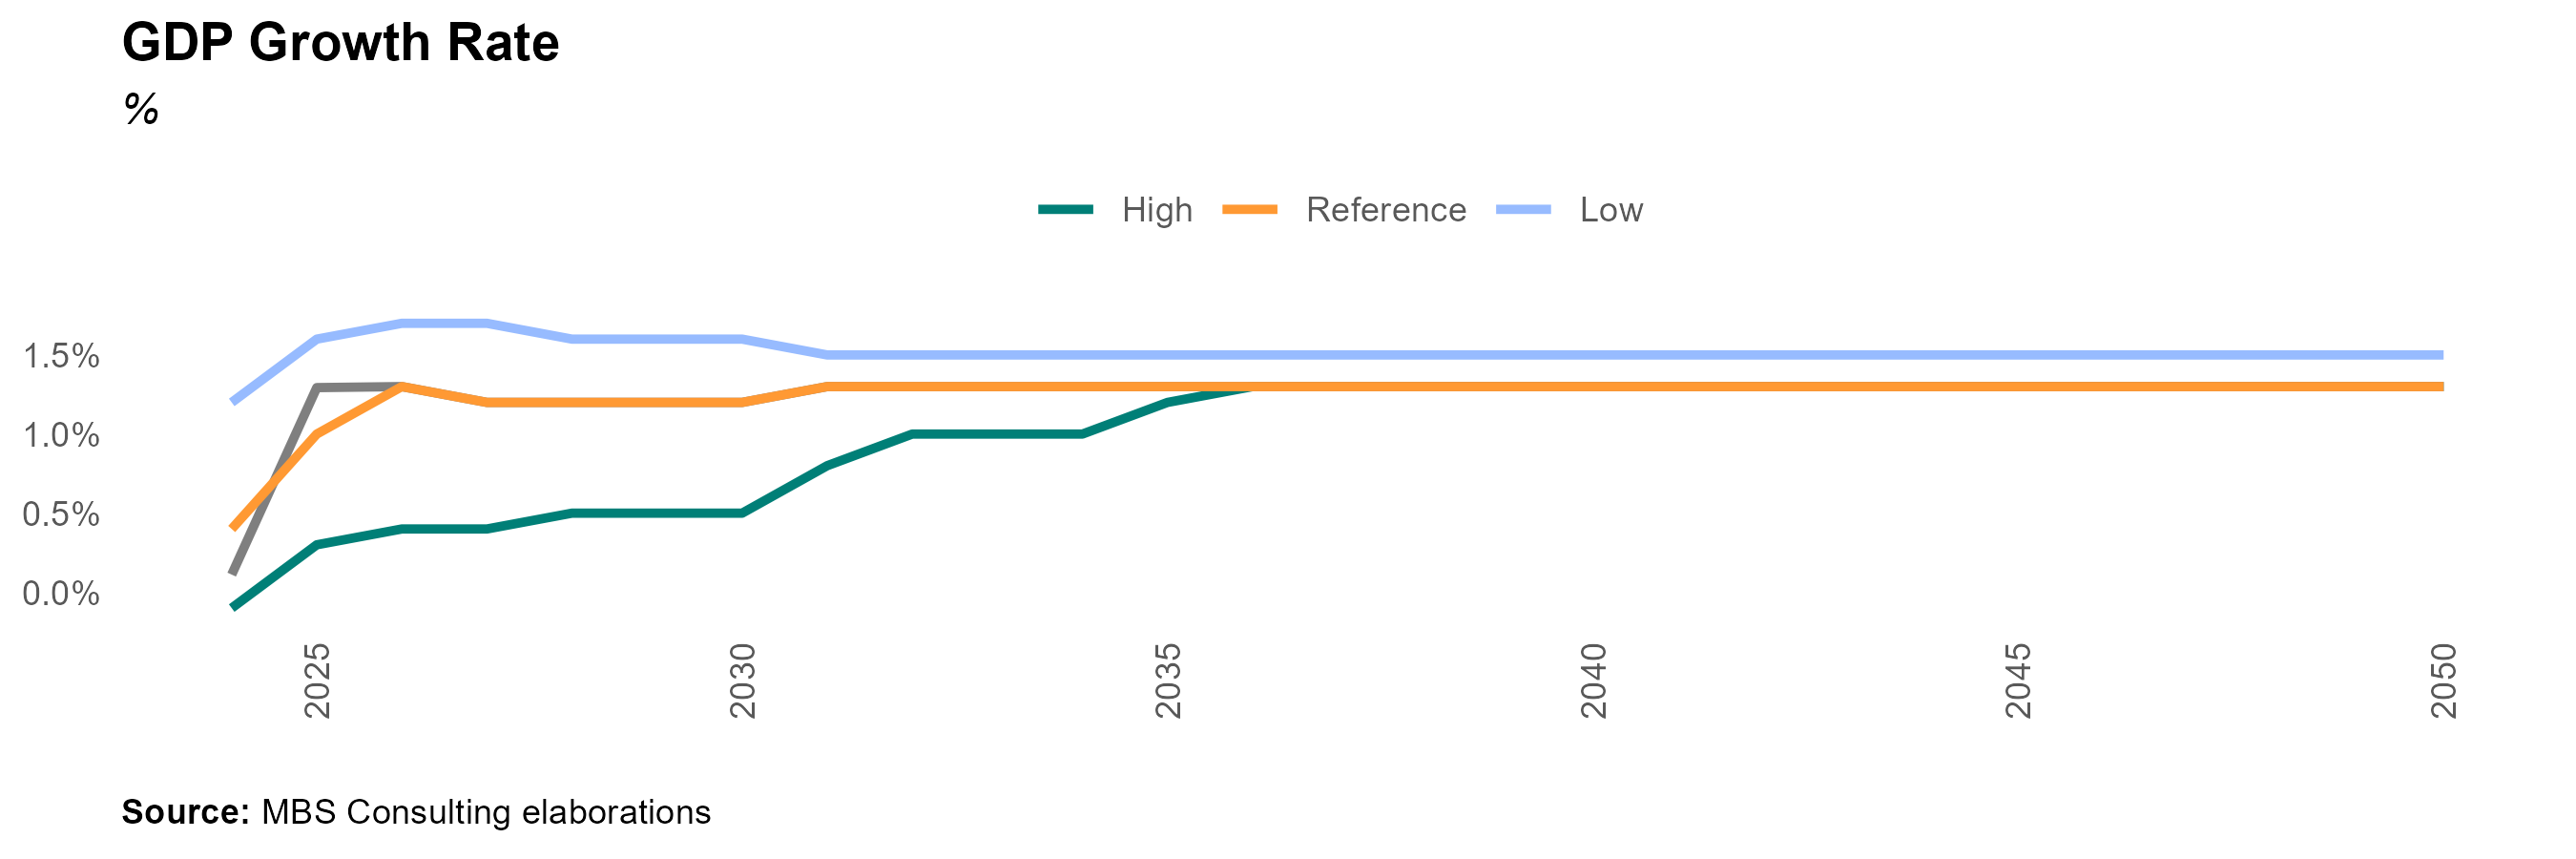 GDP Growth Rate
%
High Reference Low
1.5%
1.0%
0.5%
0.0%
2025 2030 2035 2040 2045 2050
Source: MBS Consulting elaborations